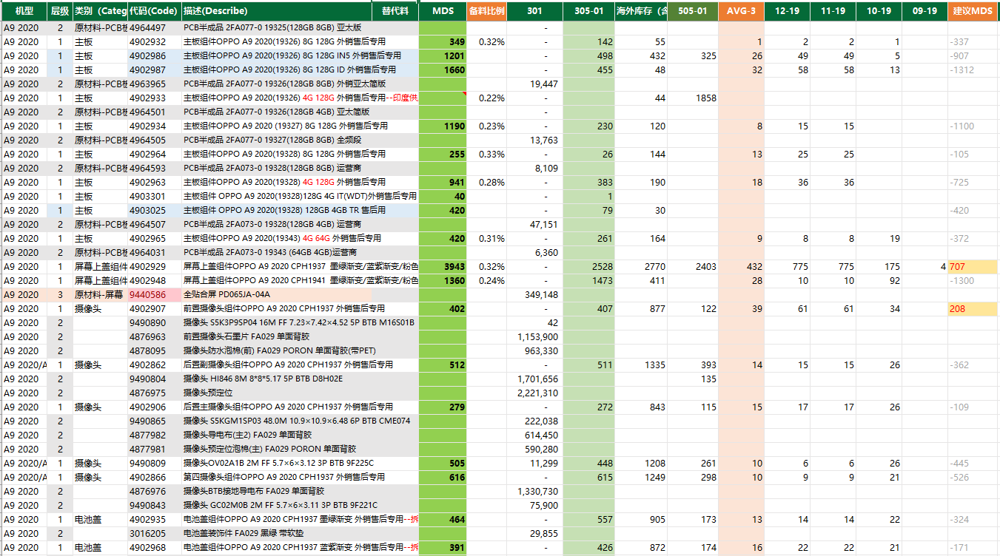 机型 层级 类别 (Categ 代码(Code) 描述(Describe) 替代料 MDS 备料比例 301 305-01 海外库存（含 505-01 AVG-3 12-19 11-19 10-19 09-19 建议MDS
A9 2020 2 原材料-PCB板 4964497 PCB半成品 2FA077-0 19325(128GB 8GB) 亚太版 -
A9 2020 1 主板 4902932 主板组件OPPO A9 2020(19326) 8G 128G 外销售后专用 349 0.32% - 142 55 1 2 2 1 -337
A9 2020 1 主板 4902986 主板组件OPPO A9 2020(19326) 8G 128G IN5 外销售后专用 1201 - 498 432 325 26 49 49 5 -907
A9 2020 1 主板 4902987 主板组件OPPO A9 2020(19326) 8G 128G ID 外销售后专用 1660 - 455 48 32 58 58 13 -1312
A9 2020 2 原材料-PCB板 4963965 PCB半成品 2FA077-0 19326(128GB 8GB) 外销亚太简版 19,447
A9 2020 1 主板 4902933 主板组件OPPO A9 2020(19326) 4G 128G 外销售后专用--印度供 0.22% - 44 1858
A9 2020 2 原材料-PCB板 4964501 PCB半成品 2FA077-0 19326(128GB 4GB) 亚太简版 -
A9 2020 1 主板 4902934 主板组件OPPO A9 2020 (19327) 8G 128G 外销售后专用 1190 0.23% - 230 120 8 15 15 -1100
A9 2020 2 原材料-PCB板 4964505 PCB半成品 2FA077-0 19327(128GB 8GB) 全频段 13,763
A9 2020 1 主板 4902964 主板组件OPPO A9 2020(19328) 8G 128G 外销售后专用 255 0.33% - 26 144 13 25 25 -105
A9 2020 2 原材料-PCB板 4964593 PCB半成品 2FA073-0 19328(128GB 8GB) 运营商 8,109
A9 2020 1 主板 4902963 主板组件OPPO A9 2020(19328) 4G 128G 外销售后专用 941 0.28% - 383 190 18 36 36 -725
A9 2020 1 主板 4903301 主板组件 OPPO A9 2020(19328)128G 4G IT(WDT)外销售后专用 40 - 1
A9 2020 1 主板 4903025 主板组件 OPPO A9 2020(19328) 128GB 4GB TR 售后用 420 - 79 30 -420
A9 2020 2 原材料-PCB板 4964507 PCB半成品 2FA073-0 19328(128GB 4GB) 运营商 47,151
A9 2020 1 主板 4902965 主板组件OPPO A9 2020(19343) 4G 64G 外销售后专用 420 0.31% - 261 164 9 8 8 19 -372
A9 2020 2 原材料-PCB板 4964031 PCB半成品 2FA073-0 19343 (64GB 4GB)运营商 6,360
A9 2020 1 屏幕上盖组件 4902929 屏幕上盖组件OPPO A9 2020 CPH1937 墨绿渐变/蓝紫渐变/粉色 3943 0.32% - 2528 2770 2403 432 775 775 175 4 707
A9 2020 1 屏幕上盖组件 4902948 屏幕上盖组件OPPO A9 2020 CPH1941 墨绿渐变/蓝紫渐变/粉色 1360 0.24% - 1473 411 28 10 10 92 -1300
A9 2020 3 原材料-屏幕 9440586 全贴合屏 PD065JA-04A 349,148
A9 2020 1 摄像头 4902907 前置摄像头组件OPPO A9 2020 CPH1937 外销售后专用 402 - 407 877 122 39 61 61 34 208
A9 2020 2 9490890 摄像头 S5K3P9SP04 16M FF 7.23×7.42×4.52 5P BTB M16S01B 42
A9 2020 2 4876963 前置摄像头石墨片 FA029 单面背胶 1,153,900
A9 2020 2 4878095 摄像头防水泡棉(前) FA029 PORON 单面背胶(带PET) 963,330
A9 2020/A 1 摄像头 4902862 后置副摄像头组件OPPO A9 2020 CPH1937 外销售后专用 512 - 511 1335 393 14 15 15 26 -362
A9 2020 2 9490804 摄像头 HI846 8M 8*8*5.17 5P BTB D8H02E 1,701,656 135
A9 2020 2 4876975 摄像头预定位 2,221,310
A9 2020 1 摄像头 4902906 后置主摄像头组件OPPO A9 2020 CPH1937 外销售后专用 279 - 272 843 115 15 17 17 26 -109
A9 2020 2 9490865 摄像头 S5KGM1SP03 48.0M 10.9×10.9×6.48 6P BTB CME074 222,038
A9 2020 2 4877982 摄像头导电布(主2) FA029 单面背胶 614,450
A9 2020 2 4877981 摄像头预定位泡棉(主) FA029 PORON 单面背胶 590,280
A9 2020/A 1 摄像头 9490809 摄像头OV02A1B 2M FF 5.7×6×3.12 3P BTB 9F225C 505 11,299 448 1208 261 10 6 6 26 -445
A9 2020/A 1 摄像头 4902866 第四摄像头组件OPPO A9 2020 CPH1937 外销售后专用 616 - 615 1249 298 10 9 9 21 -526
A9 2020 2 4876976 摄像头BTB接地导电布 FA029 单面背胶 1,330,730
A9 2020 2 9490843 摄像头 GC02M0B 2M FF 5.7×6×3.11 3P BTB 9F221C 75,900
A9 2020 1 电池盖 4902935 电池盖组件OPPO A9 2020 CPH1937 墨绿渐变 外销售后专用--拆 464 - 557 905 173 13 14 14 22 -324
A9 2020 2 3016205 电池盖装饰件 FA029 黑绿 带软垫 29,855
A9 2020 1 电池盖 4902968 电池盖组件OPPO A9 2020 CPH1937 蓝紫渐变 外销售后专用--拆 391 - 426 872 174 16 22 22 21 -171